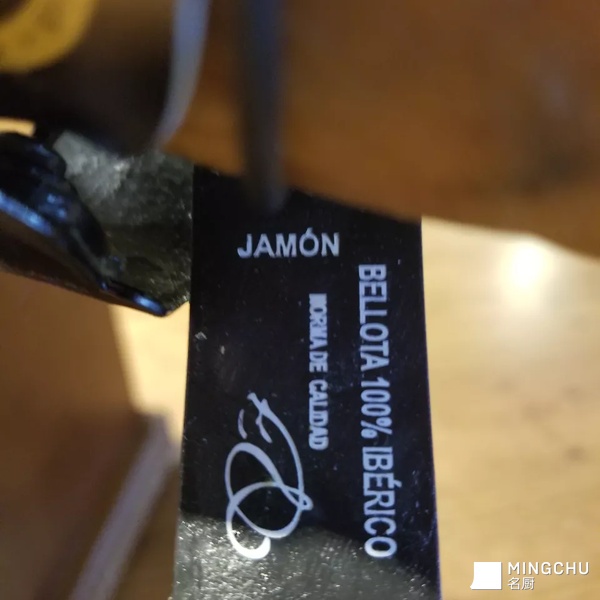 JAMÓN
BELLOTA 100% IBÉRICO
NORMA DE CALIDAD
MINGCHU
名厨